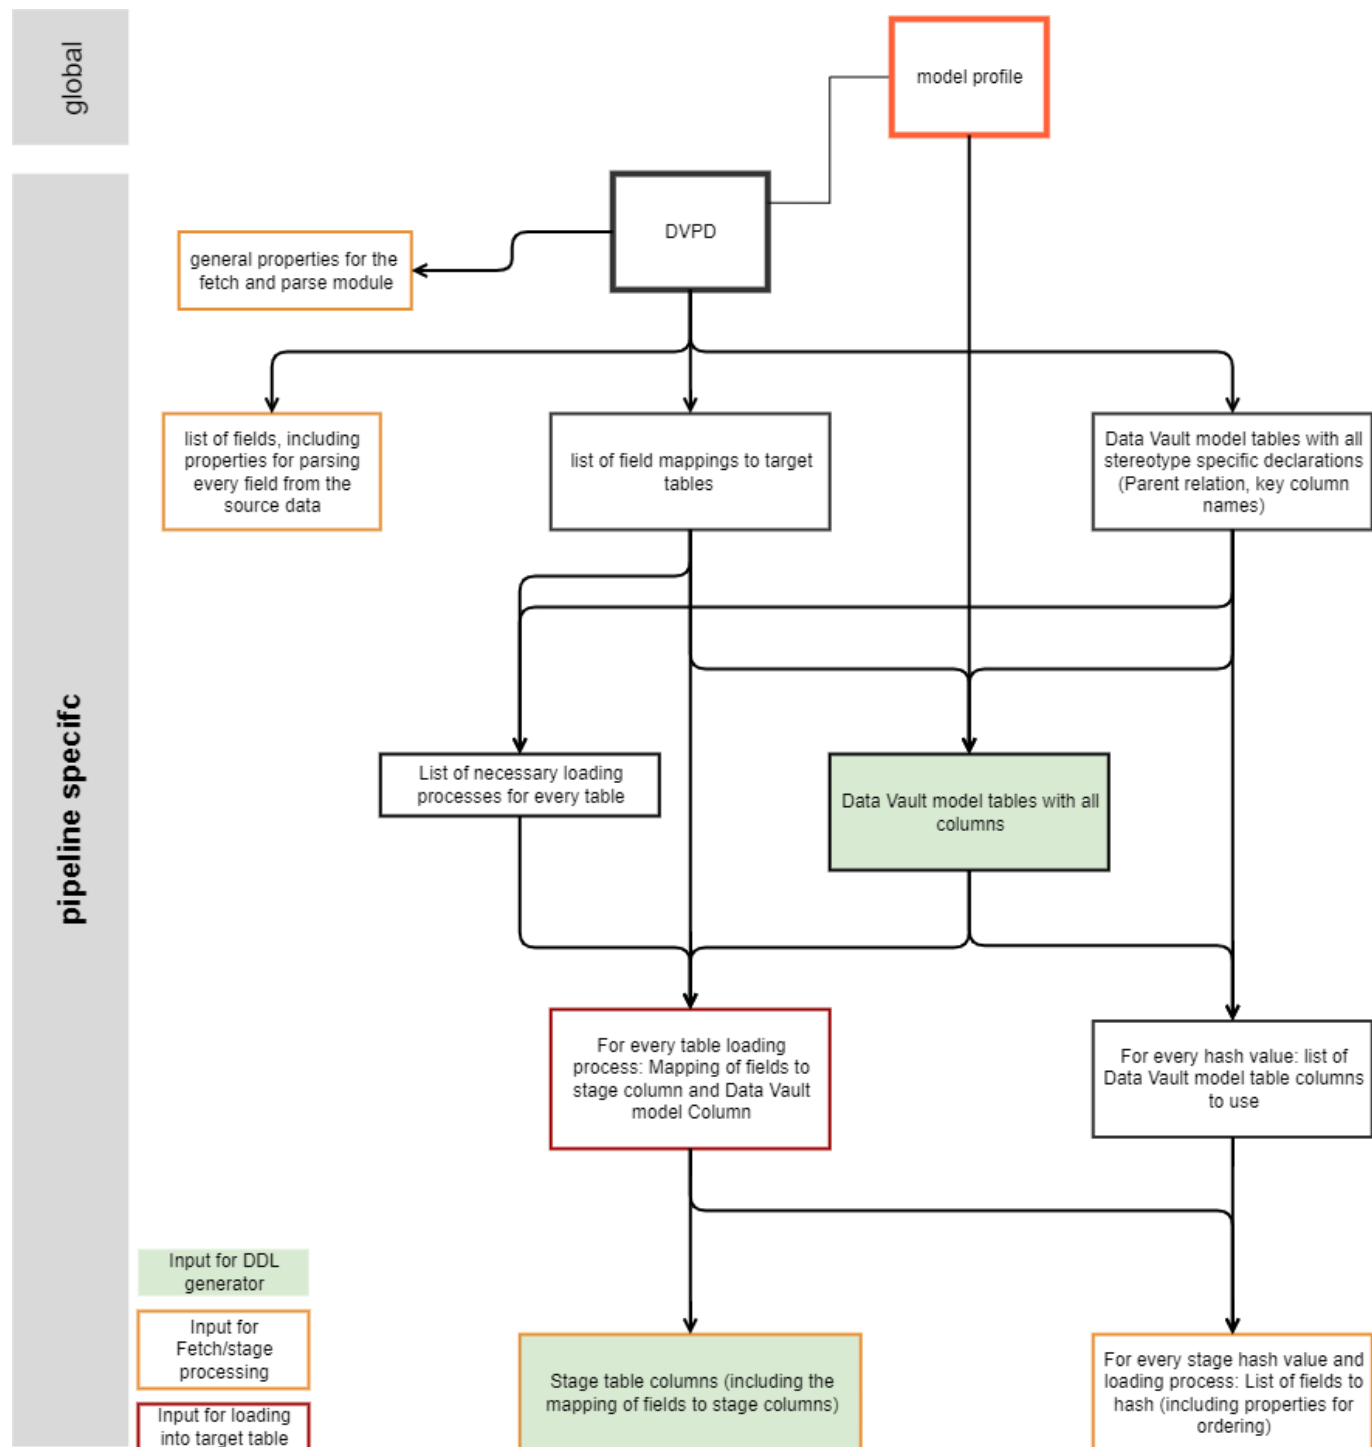 global
model profile
DVPD
general properties for the
fetch and parse module
list of fields, including
properties for parsing
every field from the
source data
list of field mappings to target
tables
Data Vault model tables with all
stereotype specific declarations
(Parent relation, key column
names)
pipeline specifc
List of necessary loading
processes for every table
Data Vault model tables with all
columns
For every table loading
process: Mapping of fields to
stage column and Data Vault
model Column
For every hash value: list of
Data Vault model table columns
to use
Input for DDL
generator
Input for
Fetch/stage
processing
Input for loading
into target table
Stage table columns (including the
mapping of fields to stage columns)
For every stage hash value and
loading process: List of fields to
hash (including properties for
ordering)